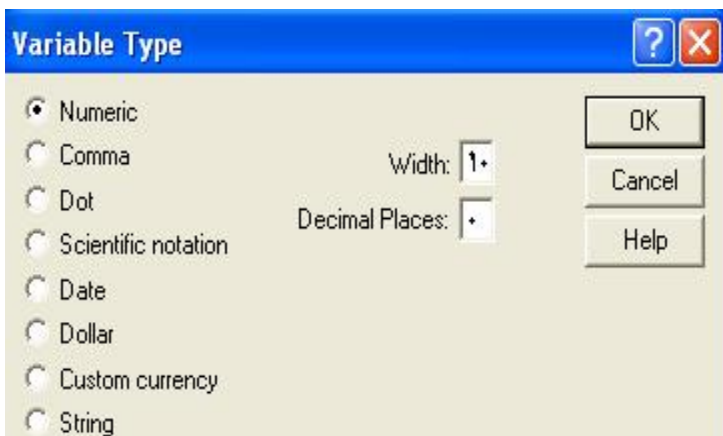 Variable Type
Numeric
Comma
Dot
Scientific notation
Date
Dollar
Custom currency
String
Width: ١٠
Decimal Places: ٠
OK
Cancel
Help